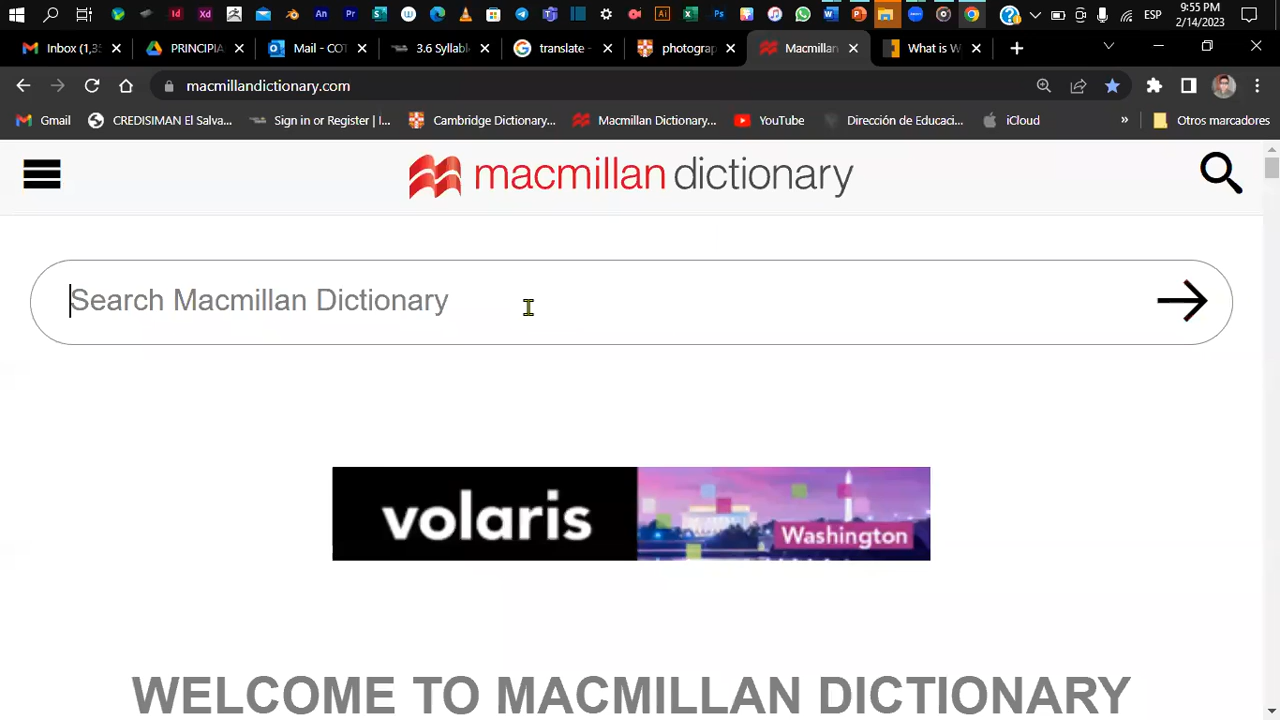 ESP
9:55 PM
2/14/2023
Inbox (1,3
PRINCIPIA
Mail - COT
3.6 Syllab
translate -
photograp
Macmillan
What is W
macmillandictionary.com
Gmail
CREDISIMAN El Salva...
Sign in or Register | I...
Cambridge Dictionary...
Macmillan Dictionary...
YouTube
Dirección de Educaci...
iCloud
»
Otros marcadores
macmillan dictionary
Search Macmillan Dictionary
volaris
Washington
WELCOME TO MACMILLAN DICTIONARY